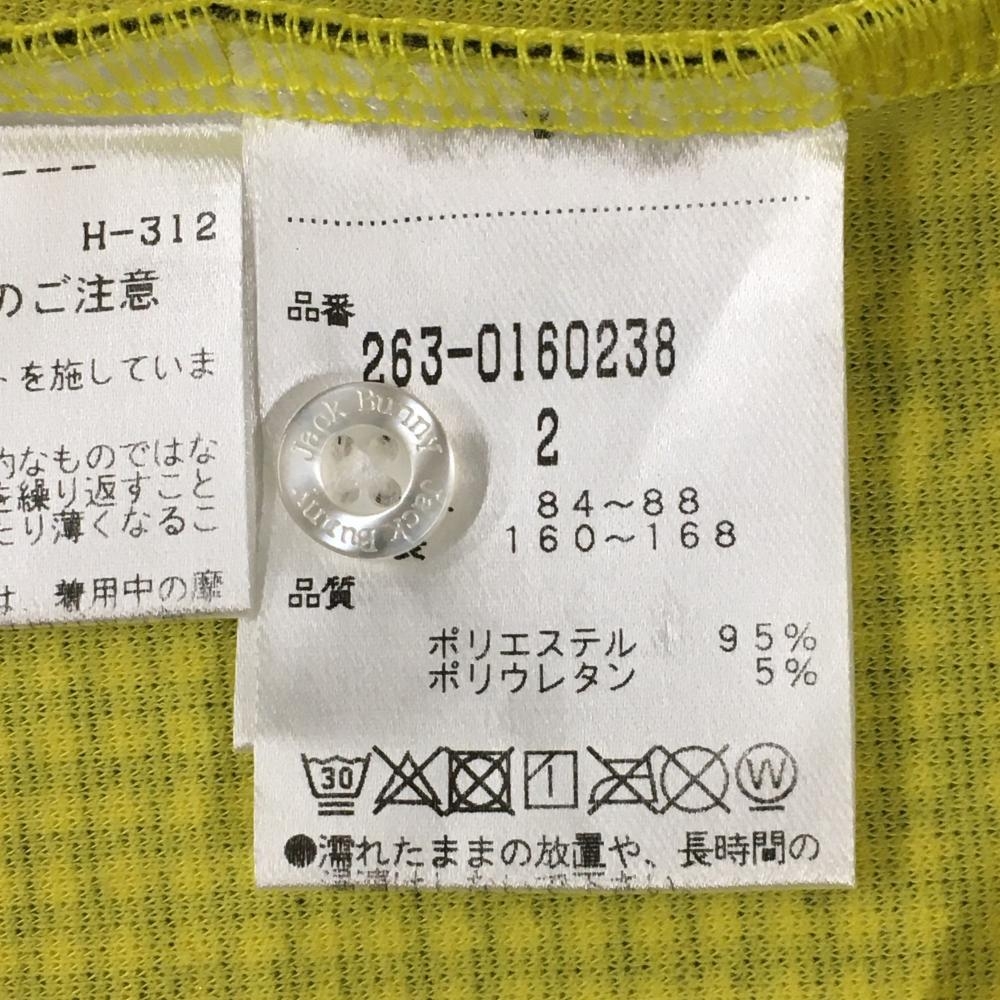 H-312
のご注意
を施していま
的なものではな
を繰り返すこと
たり薄くなるこ
は、着用中の摩
品番
263-0160238
2
84～88
160～168
Jack Bunny
Jack Bunny
品質
ポリエステル 95%
ポリウレタン 5%
30
W
●濡れたままの放置や、長時間の